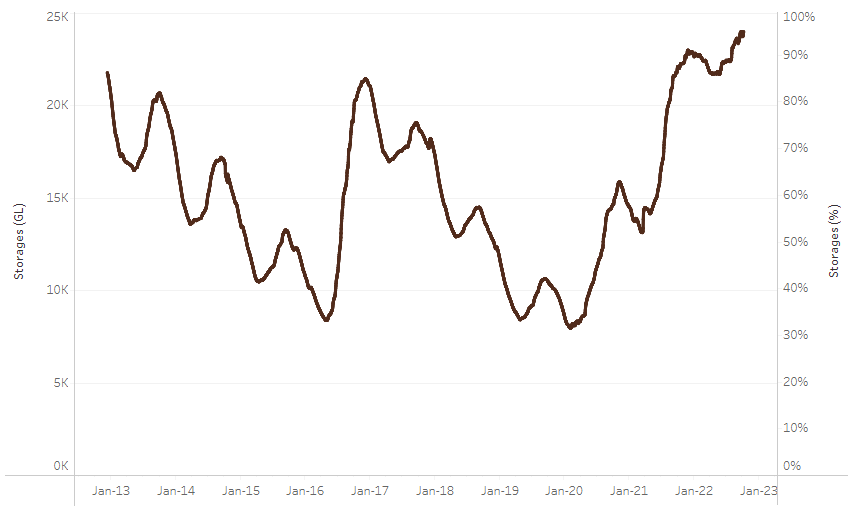 25K
20K
15K
10K
5K
0K
Storages (GL)
100%
90%
80%
70%
60%
50%
40%
30%
20%
10%
0%
Storages (%)
Jan-13 Jan-14 Jan-15 Jan-16 Jan-17 Jan-18 Jan-19 Jan-20 Jan-21 Jan-22 Jan-23